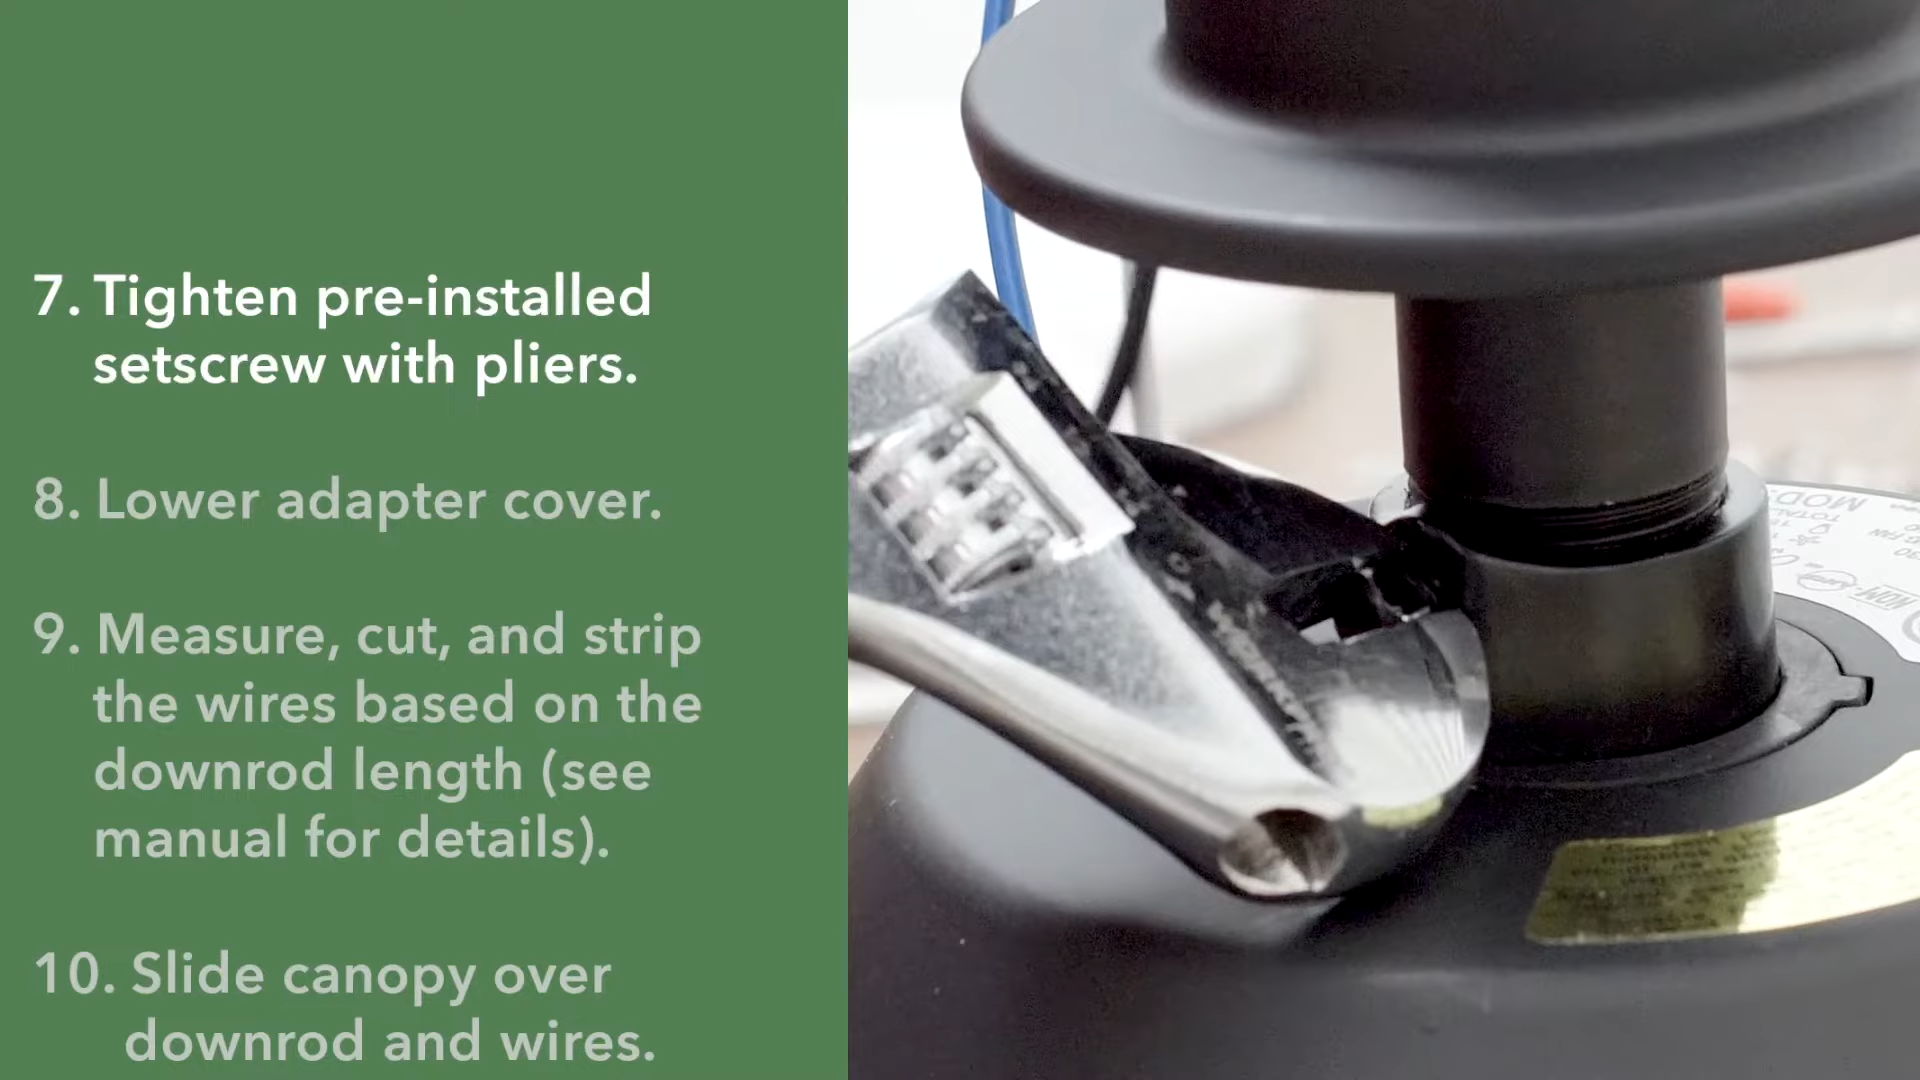 7. Tighten pre-installed
setscrew with pliers.
8. Lower adapter cover.
9. Measure, cut, and strip
the wires based on the
downrod length (see
manual for details).
10. Slide canopy over
downrod and wires.